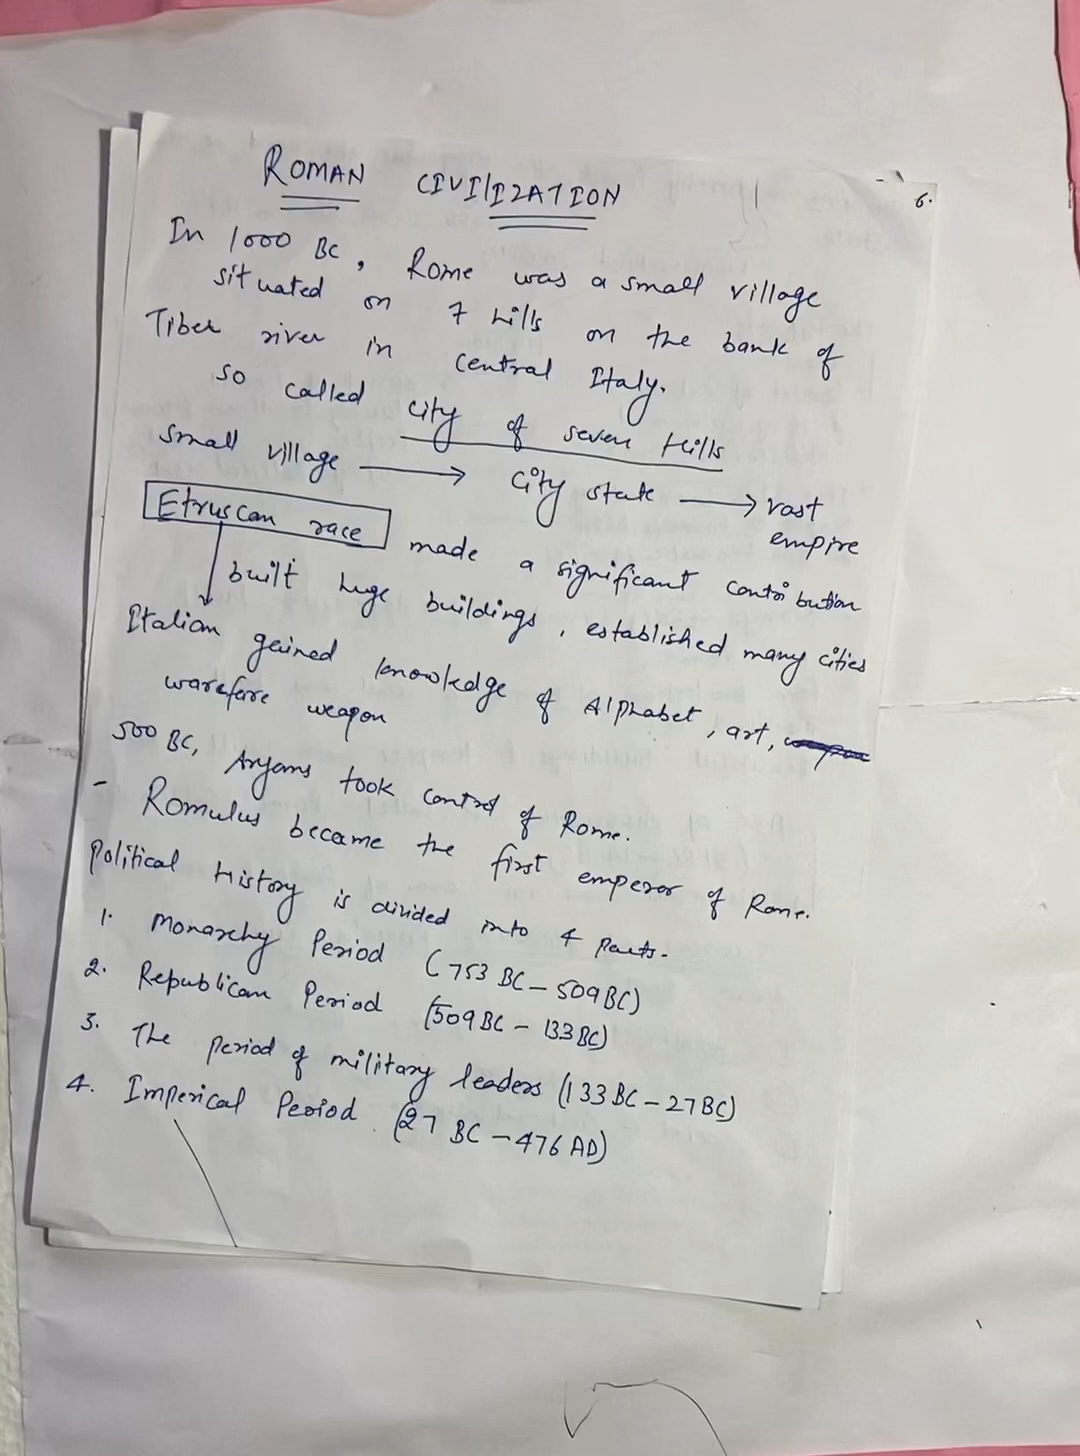 ROMAN CIVIlIZATION
6.
In 1000 BC, Rome was a small village
situated on 7 hills on the bank of
Tiber river in central Italy.
so called city of seven Hills
small village → City state → vast
empire
Etruscan race made a significant contribution
built huge buildings, established many cities
Italian gained knowledge of Alphabet, art,
warefare weapon
500 BC, Aryans took control of Rome.
- Romulus became the first emperor of Rome.
Political History is divided into 4 parts.
1. Monarchy Period (753 BC - 509 BC)
2. Republican Period (509 BC - 133 BC)
3. The period of military leaders (133 BC - 27 BC)
4. Imperical Period. (27 BC - 476 AD)